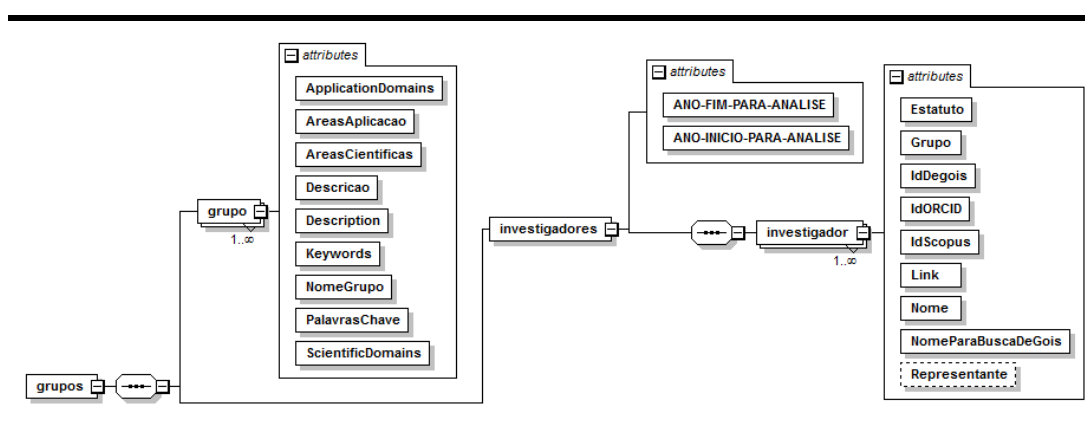 attributes
ApplicationDomains
AreasAplicacao
AreasCientificas
Descricao
Description
Keywords
NomeGrupo
PalavrasChave
ScientificDomains
grupo
1..∞
grupos
investigadores
attributes
ANO-FIM-PARA-ANALISE
ANO-INICIO-PARA-ANALISE
investigador
1..∞
attributes
Estatuto
Grupo
IdDegois
IdORCID
IdScopus
Link
Nome
NomeParaBuscaDeGois
Representante